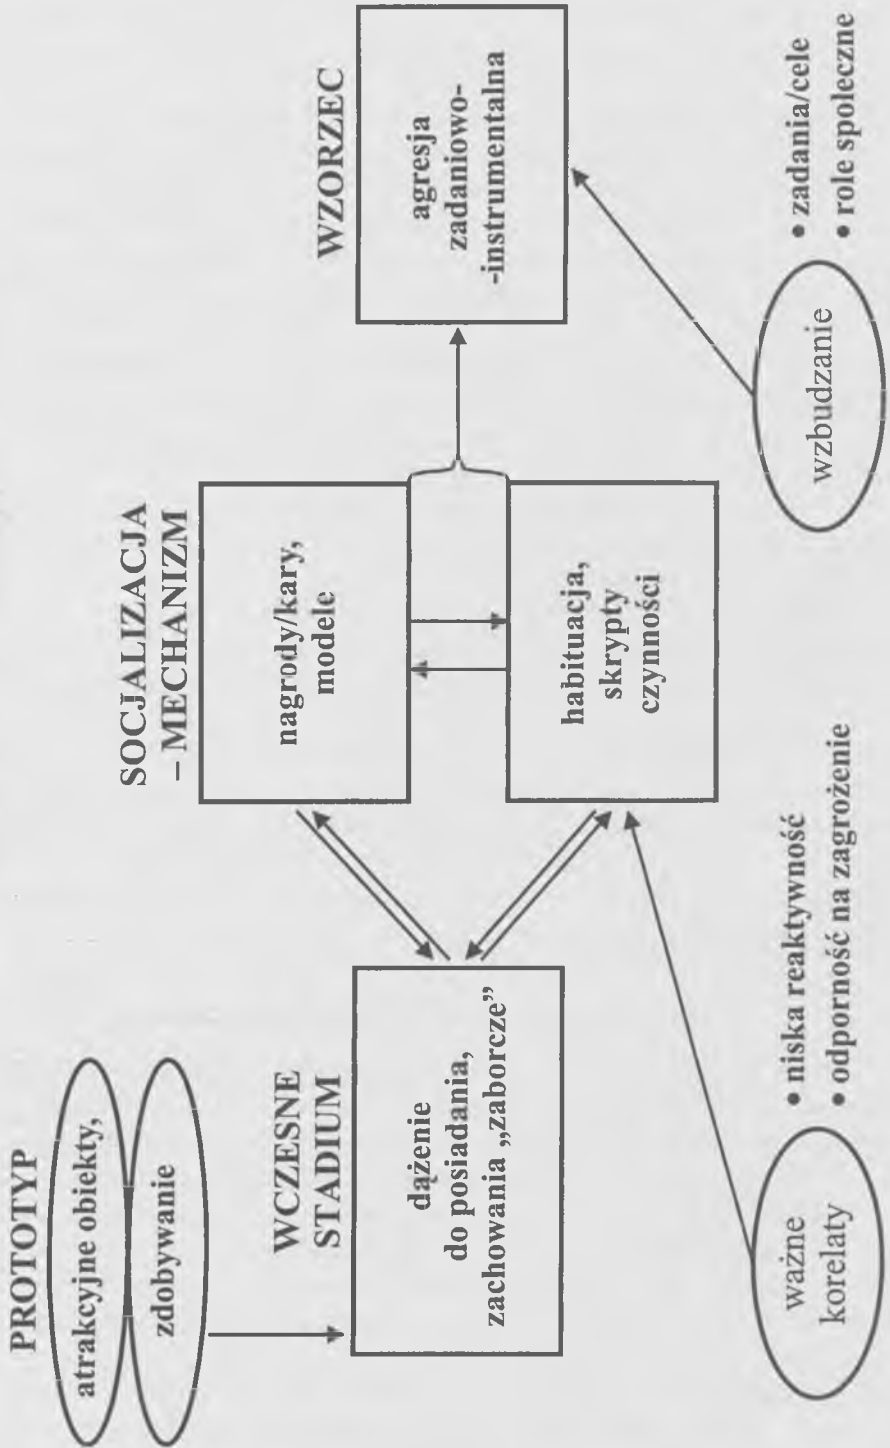 PROTOTYP
atrakcyjne obiekty,
zdobywanie
WCZESNE
STADIUM
dążenie
do posiadania,
zachowania „zaborcze”
SOCJALIZACJA
– MECHANIZM
nagrody/kary,
modele
habituacja,
skrypty
czynności
WZORZEC
agresja
zadaniowo-
-instrumentalna
ważne
korelaty
• niska reaktywność
• odporność na zagrożenie
wzbudzanie
• zadania/cele
• role społeczne